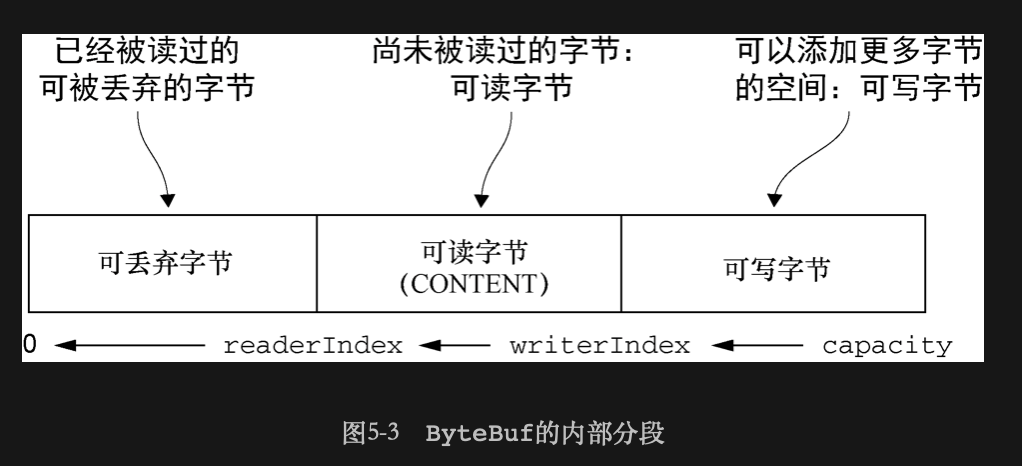 已经被读过的
可被丢弃的字节
尚未被读过的字节：
可读字节
可以添加更多字节
的空间：可写字节
可丢弃字节
可读字节
(CONTENT)
可写字节
0
readerIndex
writerIndex
capacity
图5-3 ByteBuf的内部分段